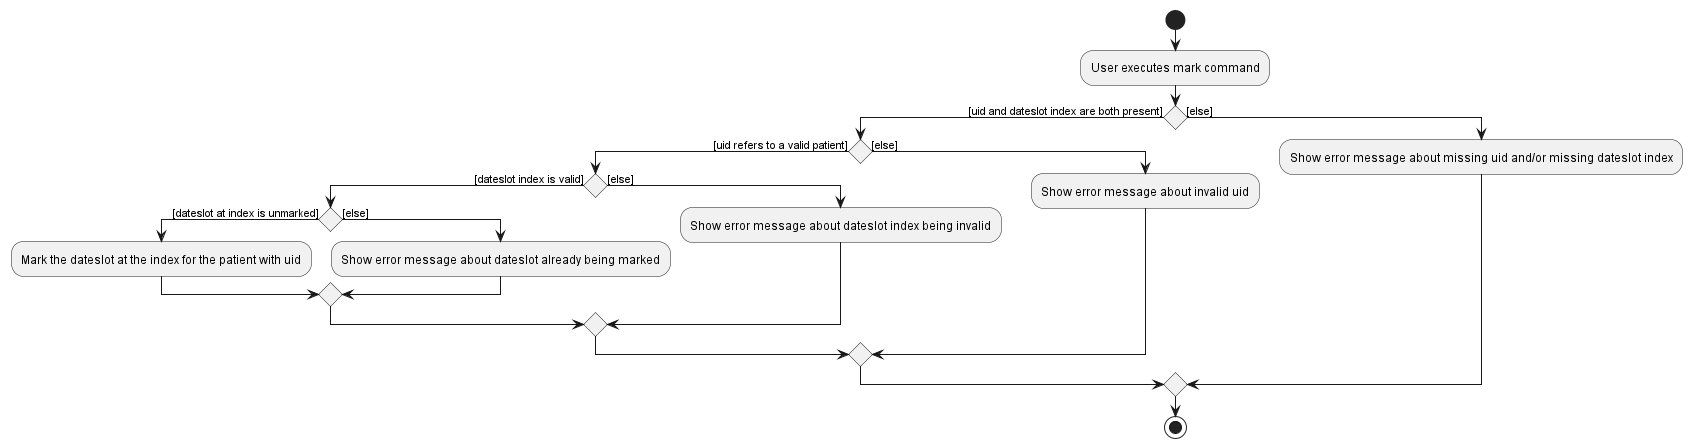 User executes mark command
[uid and dateslot index are both present]
[else]
[uid refers to a valid patient]
[else]
Show error message about missing uid and/or missing dateslot index
[dateslot index is valid]
[else]
Show error message about invalid uid
[dateslot at index is unmarked]
[else]
Show error message about dateslot index being invalid
Mark the dateslot at the index for the patient with uid
Show error message about dateslot already being marked